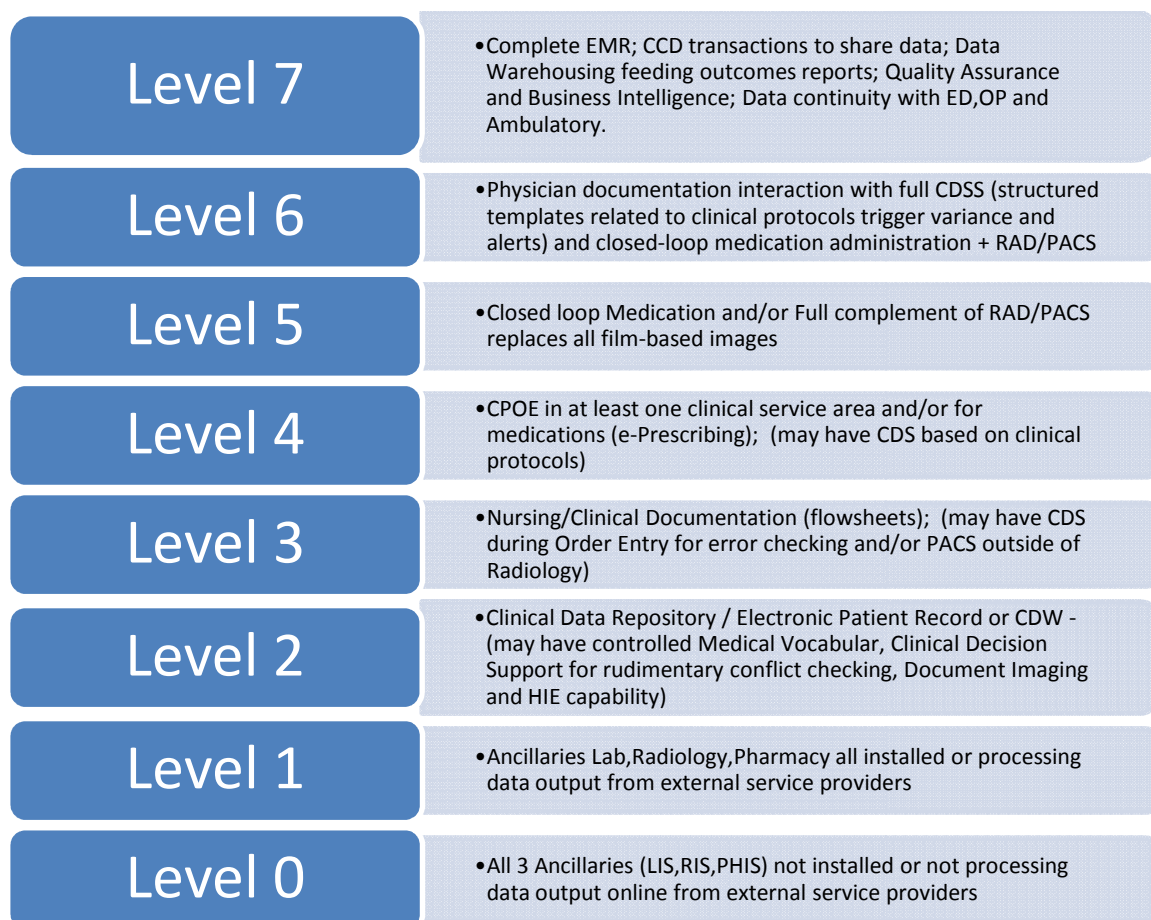 Level 7
•Complete EMR; CCD transactions to share data; Data
Warehousing feeding outcomes reports; Quality Assurance
and Business Intelligence; Data continuity with ED,OP and
Ambulatory.
Level 6
•Physician documentation interaction with full CDSS (structured
templates related to clinical protocols trigger variance and
alerts) and closed-loop medication administration + RAD/PACS
Level 5
•Closed loop Medication and/or Full complement of RAD/PACS
replaces all film-based images
Level 4
•CPOE in at least one clinical service area and/or for
medications (e-Prescribing);  (may have CDS based on clinical
protocols)
Level 3
•Nursing/Clinical Documentation (flowsheets);  (may have CDS
during Order Entry for error checking and/or PACS outside of
Radiology)
Level 2
•Clinical Data Repository / Electronic Patient Record or CDW -
(may have controlled Medical Vocabular, Clinical Decision
Support for rudimentary conflict checking, Document Imaging
and HIE capability)
Level 1
•Ancillaries Lab,Radiology,Pharmacy all installed or processing
data output from external service providers
Level 0
•All 3 Ancillaries (LIS,RIS,PHIS) not installed or not processing
data output online from external service providers